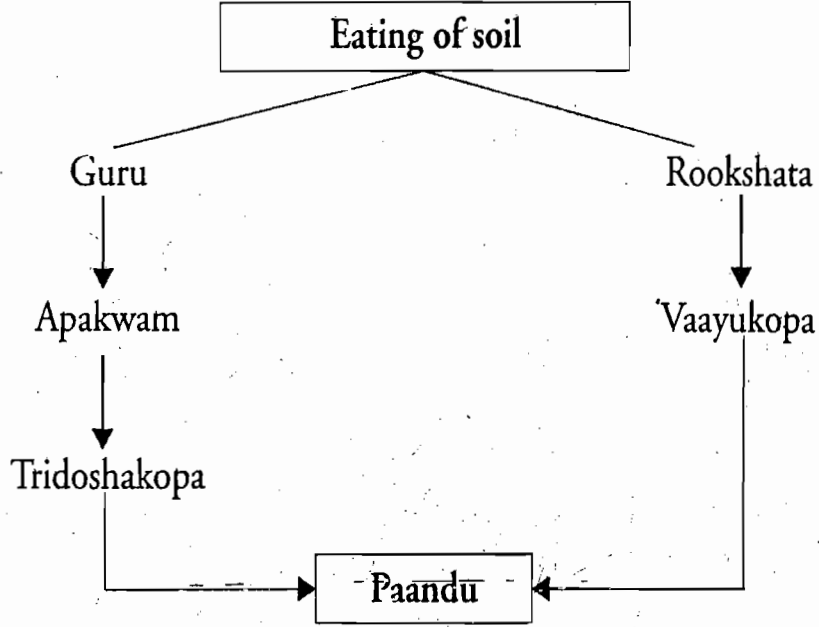 Eating of soil
Guru
Rookshata
Apakwam
Vaayukopa
Tridoshakopa
Paandu